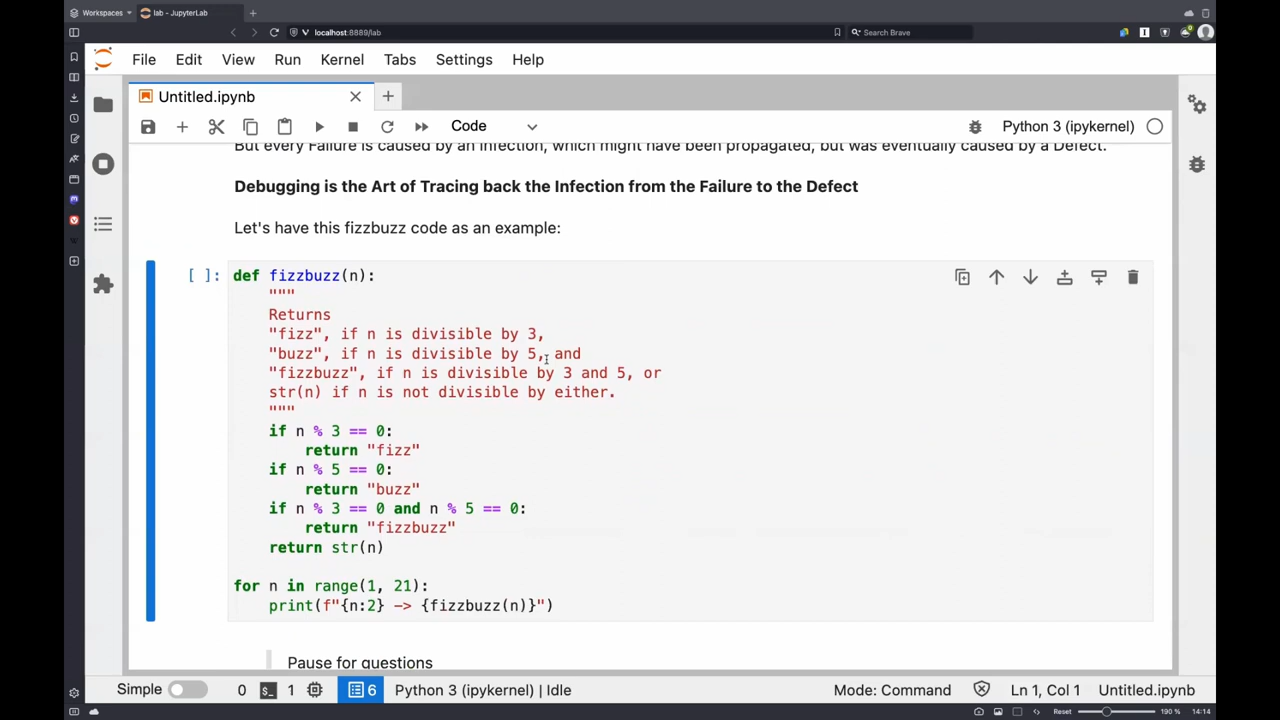 Workspaces
lab - JupyterLab
localhost:8889/lab
Search Brave
File Edit View Run Kernel Tabs Settings Help
Untitled.ipynb
Code
Python 3 (ipykernel)
But every Failure is caused by an Infection, which might have been propagated, but was eventually caused by a Defect.
Debugging is the Art of Tracing back the Infection from the Failure to the Defect
Let's have this fizzbuzz code as an example:
[ ]: def fizzbuzz(n):
"""
Returns
"fizz", if n is divisible by 3,
"buzz", if n is divisible by 5, and
"fizzbuzz", if n is divisible by 3 and 5, or
str(n) if n is not divisible by either.
"""
if n % 3 == 0:
return "fizz"
if n % 5 == 0:
return "buzz"
if n % 3 == 0 and n % 5 == 0:
return "fizzbuzz"
return str(n)
for n in range(1, 21):
print(f"{n:2} -> {fizzbuzz(n)}")
Pause for questions
Simple 0 1 6 Python 3 (ipykernel) | Idle Mode: Command Ln 1, Col 1 Untitled.ipynb
Reset 190 % 14:14